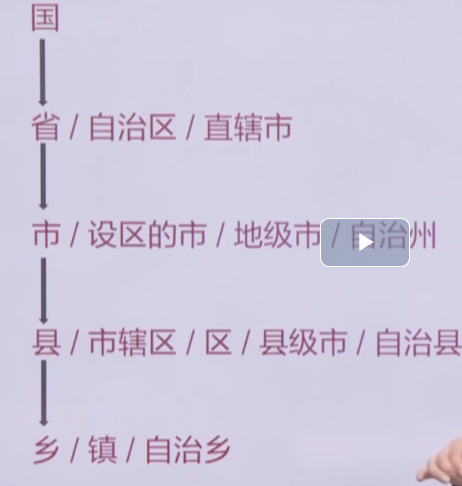 国
省 / 自治区 / 直辖市
市 / 设区的市 / 地级市 / 自治州
县 / 市辖区 / 区 / 县级市 / 自治县
乡 / 镇 / 自治乡